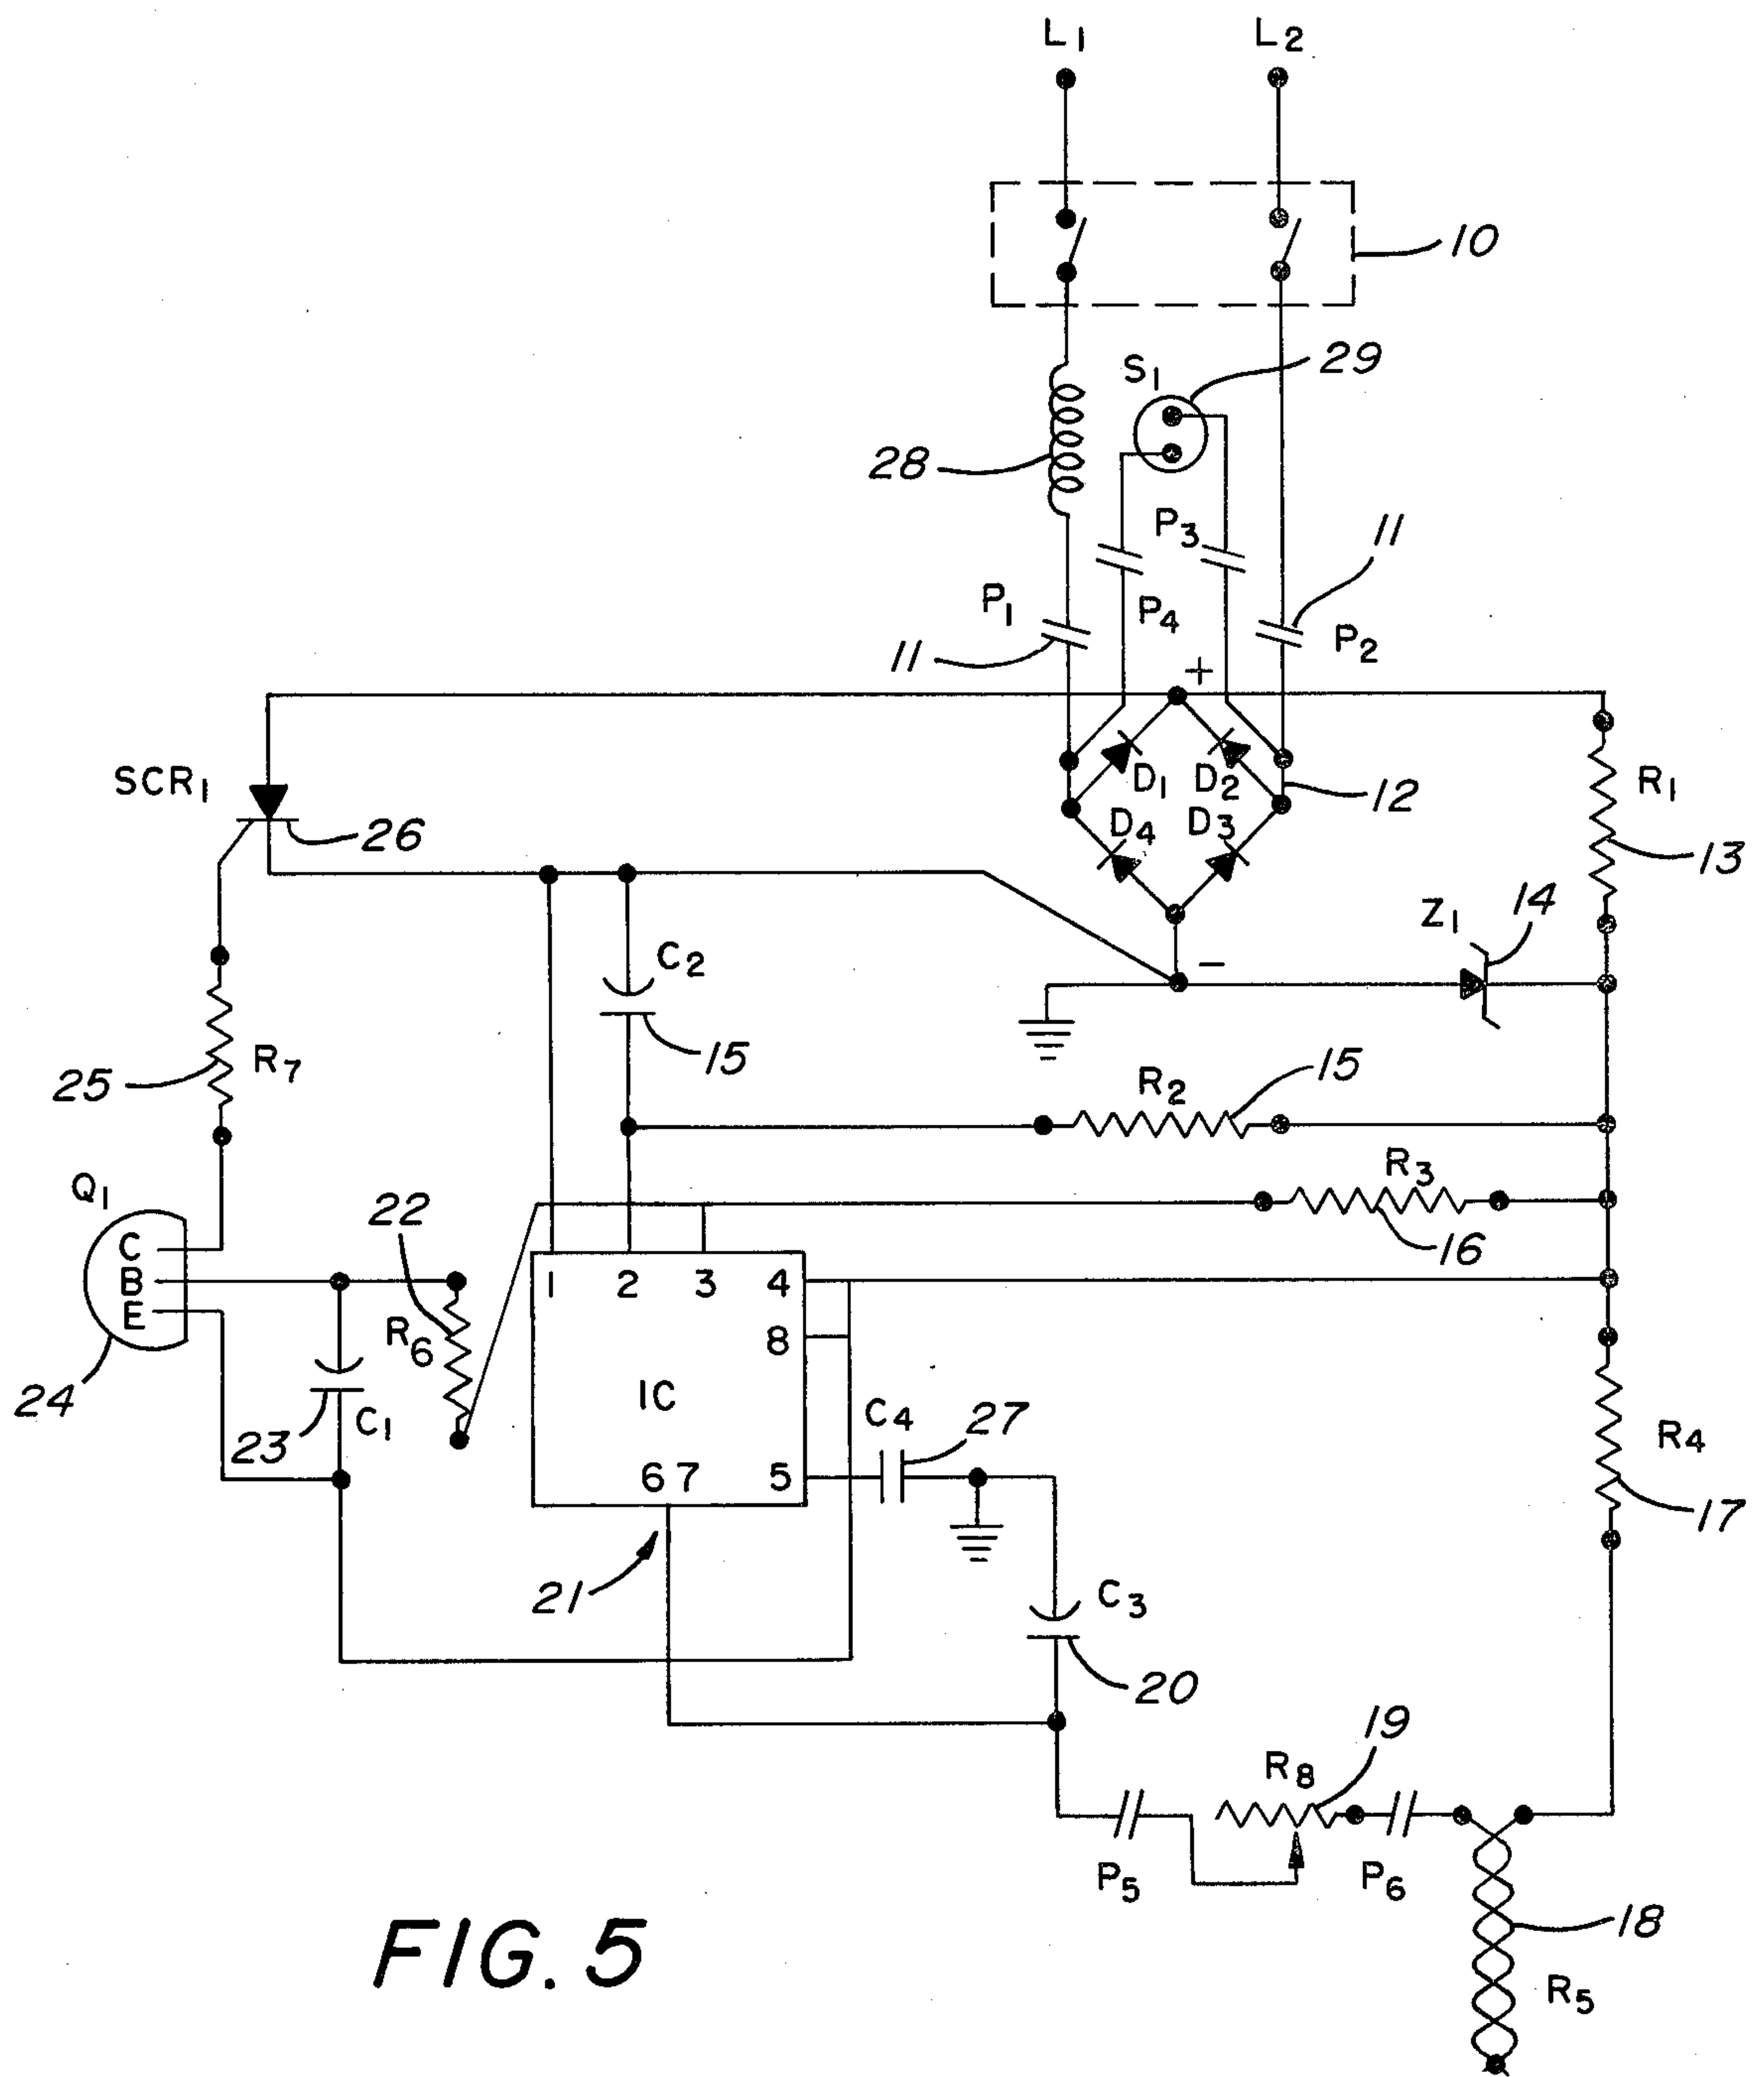 L1 L2
10
S1 29
28
P3 11
P1 P4 P2
11
+
SCR1 D1 D2 12 R1
26 D4 D3 13
Z1 14
C2 −
15
R7 25
R2 15
R3
16
Q1 22
C
B
E
1 2 3 4
8
R6
24 23 C1
IC
C4 27
R4
6 7 5
17
21
C3
20
R8 19
P5 P6
18
R5
FIG. 5